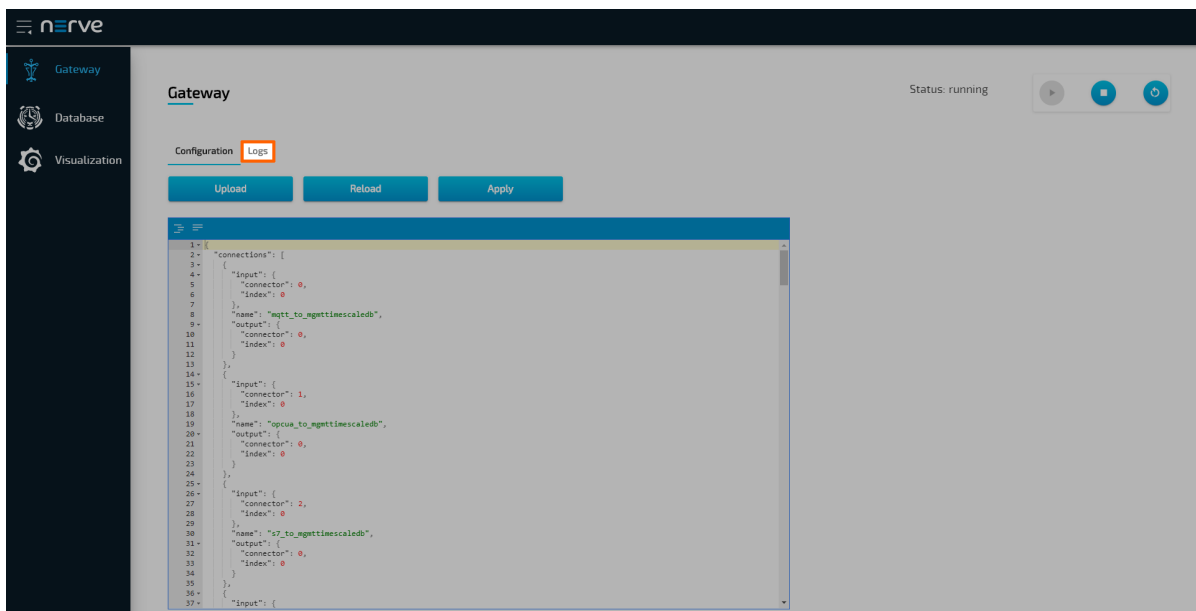 nerve
Gateway
Database
Visualization
Gateway
Status: running
Configuration Logs
Upload Reload Apply
1 {
2 "connections": [
3 {
4 "input": {
5 "connector": 0,
6 "index": 0
7 },
8 "name": "mqtt_to_mgmttimescaledb",
9 "output": {
10 "connector": 0,
11 "index": 0
12 }
13 },
14 {
15 "input": {
16 "connector": 1,
17 "index": 0
18 },
19 "name": "opcua_to_mgmttimescaledb",
20 "output": {
21 "connector": 0,
22 "index": 0
23 }
24 },
25 {
26 "input": {
27 "connector": 2,
28 "index": 0
29 },
30 "name": "s7_to_mgmttimescaledb",
31 "output": {
32 "connector": 0,
33 "index": 0
34 }
35 },
36 {
37 "input": {